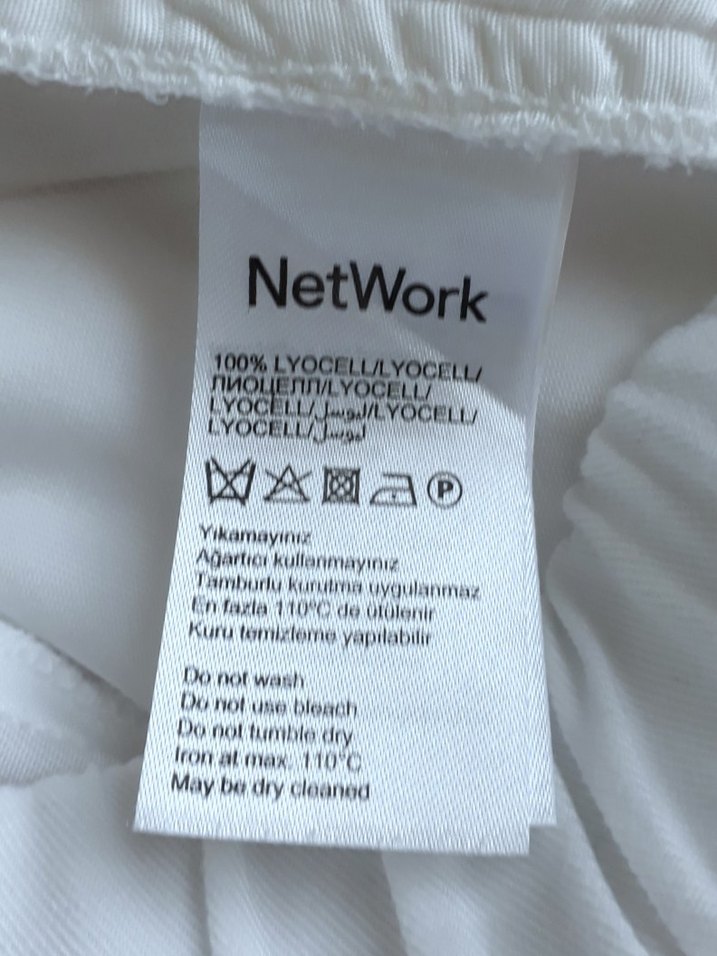 NetWork
100% LYOCELL/LYOCELL/
ЛИОЦЕЛЛ/LYOCELL/
LYOCELL/ليوسل/LYOCELL/
LYOCELL/ليوسل
P
Yıkamayınız
Ağartıcı kullanmayınız
Tamburlu kurutma uygulanmaz
En fazla 110°C de ütülenir
Kuru temizleme yapılabilir
Do not wash
Do not use bleach
Do not tumble dry
Iron at max. 110°C
May be dry cleaned